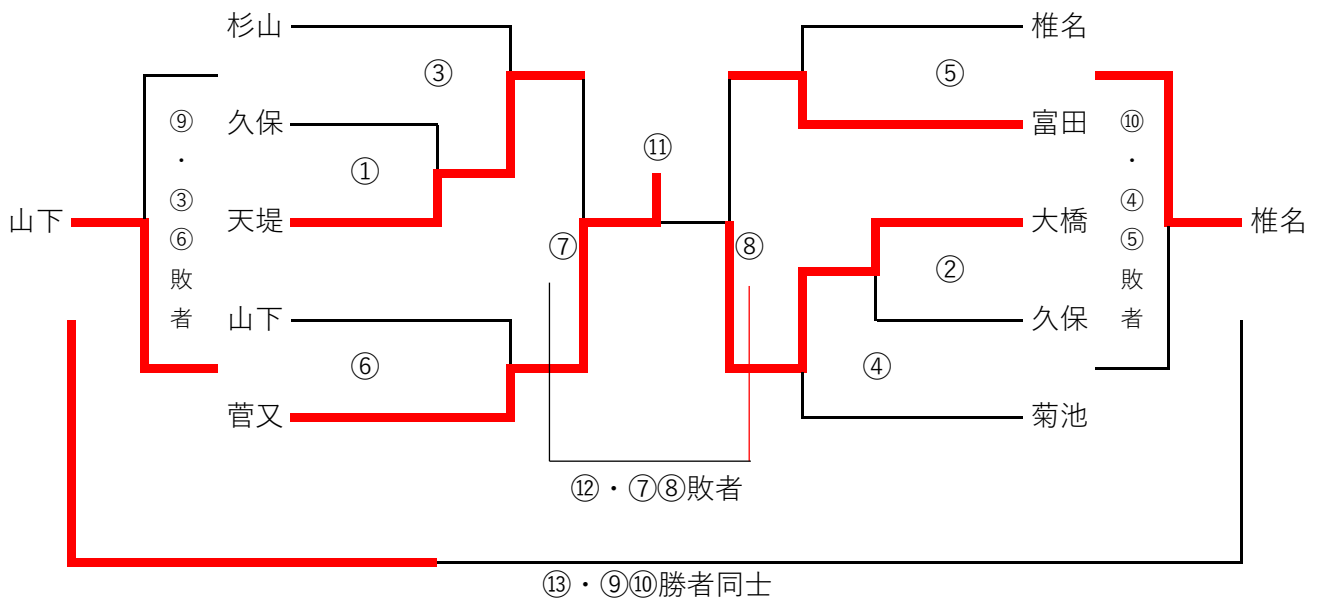 杉山
③
久保
①
天堤
山下
⑥
菅又
山下
⑨・③⑥敗者
⑦
⑪
⑧
椎名
⑤
富田
大橋
②
久保
④
菊池
⑩・④⑤敗者
椎名
⑫・⑦⑧敗者
⑬・⑨⑩勝者同士